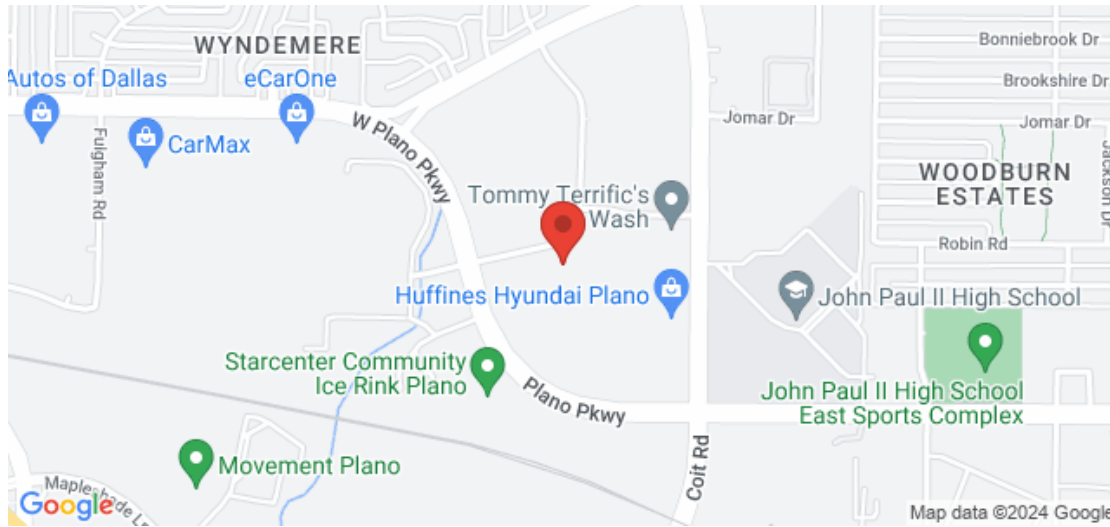 WYNDEMERE
Bonniebrook Dr
Autos of Dallas
eCarOne
Brookshire Dr
CarMax
W Plano Pkwy
Jomar Dr
Jomar Dr
Fulgham Rd
Jackson Dr
WOODBURN
ESTATES
Tommy Terrific's
Wash
Robin Rd
Huffines Hyundai Plano
John Paul II High School
Starcenter Community
Ice Rink Plano
Plano Pkwy
John Paul II High School
East Sports Complex
Coit Rd
Movement Plano
Mapleshade Ln
Google
Map data ©2024 Google